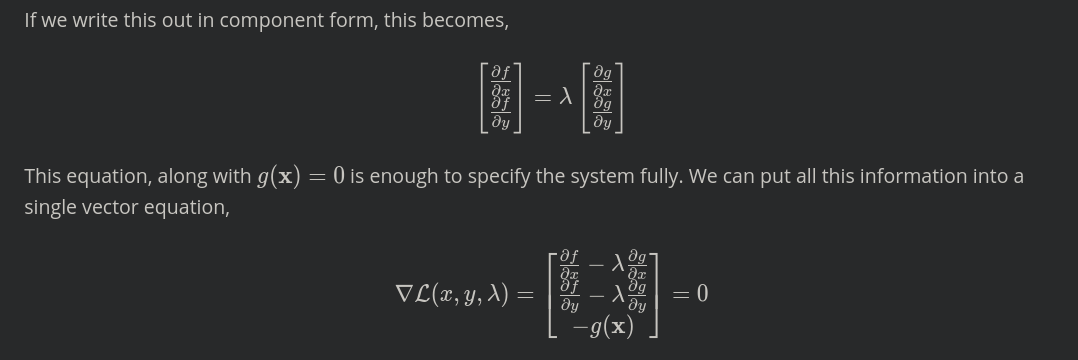 If we write this out in component form, this becomes,
[∂f/∂x ∂f/∂y] = λ [∂g/∂x ∂g/∂y]
This equation, along with g(𝐱) = 0 is enough to specify the system fully. We can put all this information into a
single vector equation,
∇ℒ(x, y, λ) = [∂f/∂x − λ∂g/∂x ∂f/∂y − λ∂g/∂y −g(𝐱)] = 0